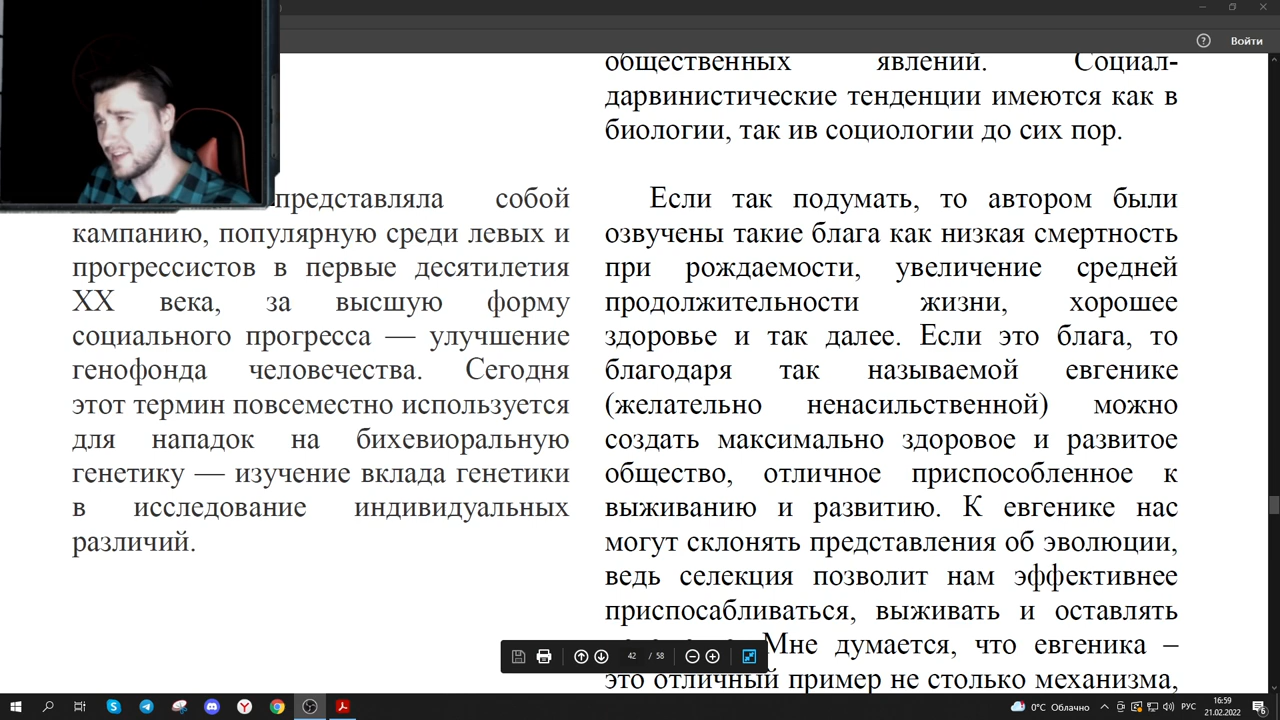 Войти
представляла собой
кампанию, популярную среди левых и
прогрессистов в первые десятилетия
XX века, за высшую форму
социального прогресса — улучшение
генофонда человечества. Сегодня
этот термин повсеместно используется
для нападок на бихевиоральную
генетику — изучение вклада генетики
в исследование индивидуальных
различий.
общественных явлений. Социал-
дарвинистические тенденции имеются как в
биологии, так ив социологии до сих пор.
Если так подумать, то автором были
озвучены такие блага как низкая смертность
при рождаемости, увеличение средней
продолжительности жизни, хорошее
здоровье и так далее. Если это блага, то
благодаря так называемой евгенике
(желательно ненасильственной) можно
создать максимально здоровое и развитое
общество, отличное приспособленное к
выживанию и развитию. К евгенике нас
могут склонять представления об эволюции,
ведь селекция позволит нам эффективнее
приспосабливаться, выживать и оставлять
Мне думается, что евгеника –
это отличный пример не столько механизма,
42 / 58
0°C Облачно
РУС
16:59
21.02.2022
6